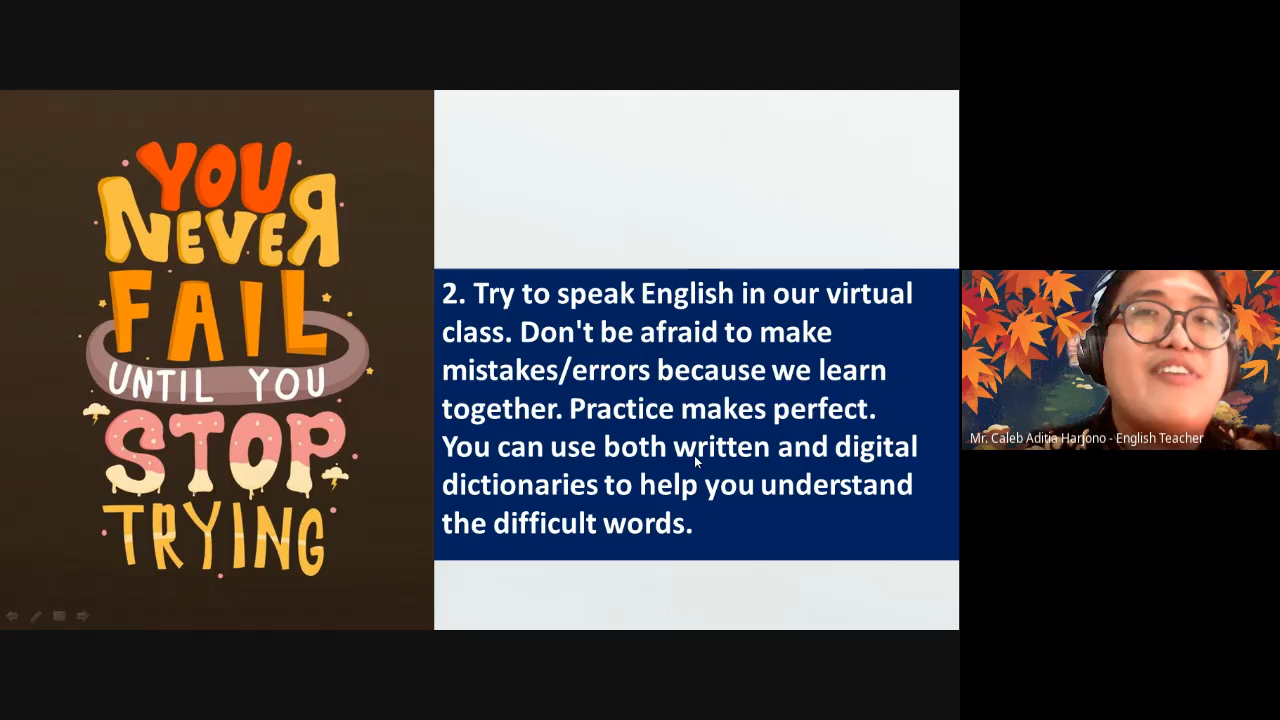 YOU
NEVER
FAIL
UNTIL YOU
STOP
TRYING
2. Try to speak English in our virtual
class. Don't be afraid to make
mistakes/errors because we learn
together. Practice makes perfect.
You can use both written and digital
dictionaries to help you understand
the difficult words.
Mr. Caleb Aditia Harjono - English Teacher